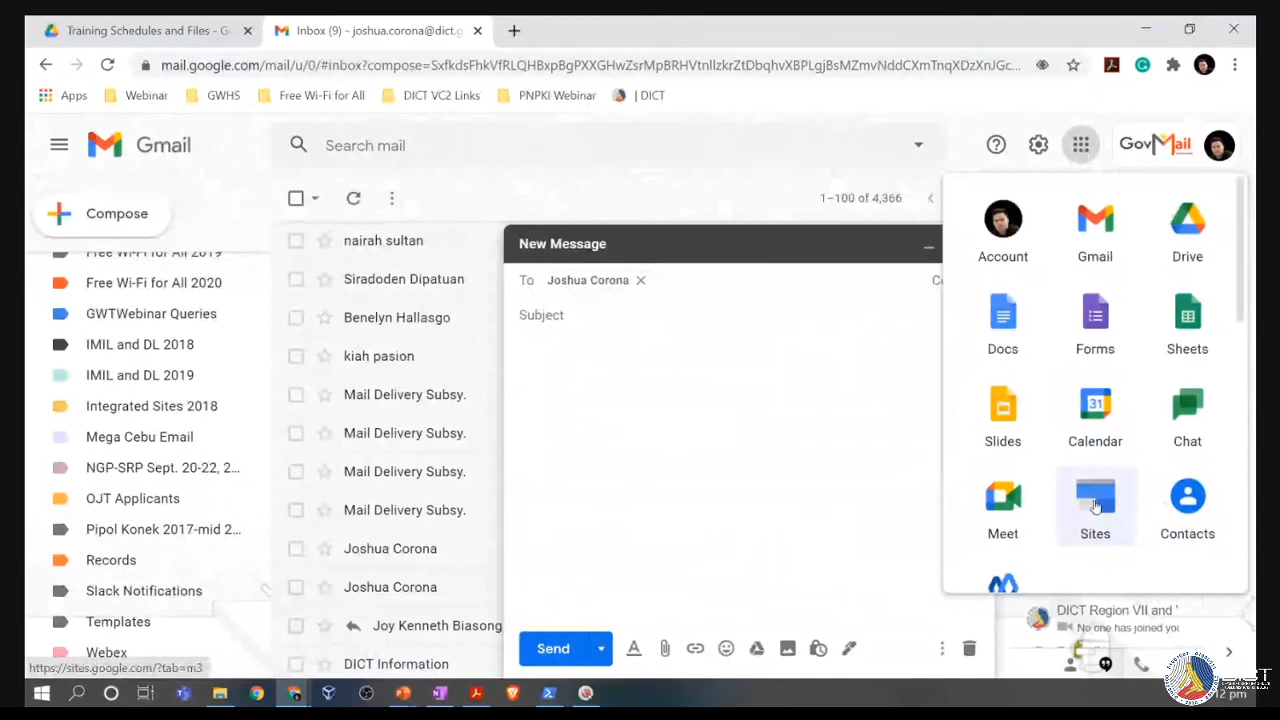 Training Schedules and Files - G
Inbox (9) - joshua.corona@dict.g
mail.google.com/mail/u/0/#inbox?compose=SxfkdsFhkVfRLQHBxpBgPXXGHwZsrMpBRHVtnllzkrZtDbqhvXBPLgjBsMZmvNddCXmTnqXDzXnJGc...
Apps
Webinar
GWHS
Free Wi-Fi for All
DICT VC2 Links
PNPKI Webinar
| DICT
Gmail
Search mail
GovMail
Compose
1–100 of 4,366
Free Wi-Fi for All 2019
Free Wi-Fi for All 2020
GWTWebinar Queries
IMIL and DL 2018
IMIL and DL 2019
Integrated Sites 2018
Mega Cebu Email
NGP-SRP Sept. 20-22, 2...
OJT Applicants
Pipol Konek 2017-mid 2...
Records
Slack Notifications
Templates
Webex
https://sites.google.com/?tab=m3
nairah sultan
Siradoden Dipatuan
Benelyn Hallasgo
kiah pasion
Mail Delivery Subsy.
Mail Delivery Subsy.
Mail Delivery Subsy.
Mail Delivery Subsy.
Joshua Corona
Joshua Corona
Joy Kenneth Biasong
DICT Information
New Message
To Joshua Corona
Subject
Send
Account
Gmail
Drive
Docs
Forms
Sheets
Slides
31
Calendar
Chat
Meet
Sites
Contacts
DICT Region VII and
No one has joined you
DICT
12 pm